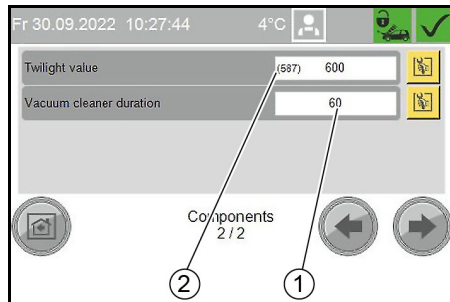 Fr 30.09.2022 10:27:44 4°C
Twilight value (587) 600
Vacuum cleaner duration 60
Components
2 / 2
2 1